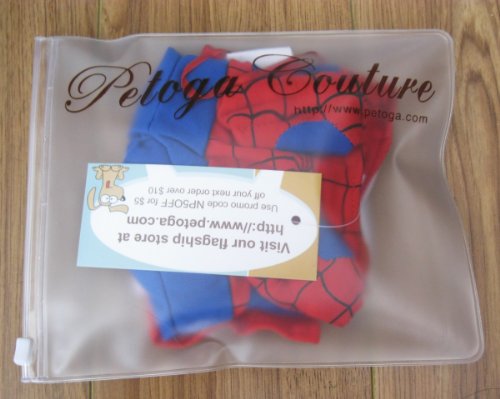 Petoga Couture
http://www.petoga.com
Visit our flagship store at
http://www.petoga.com
Use promo code NP5OFF for $5
off your next order over $10